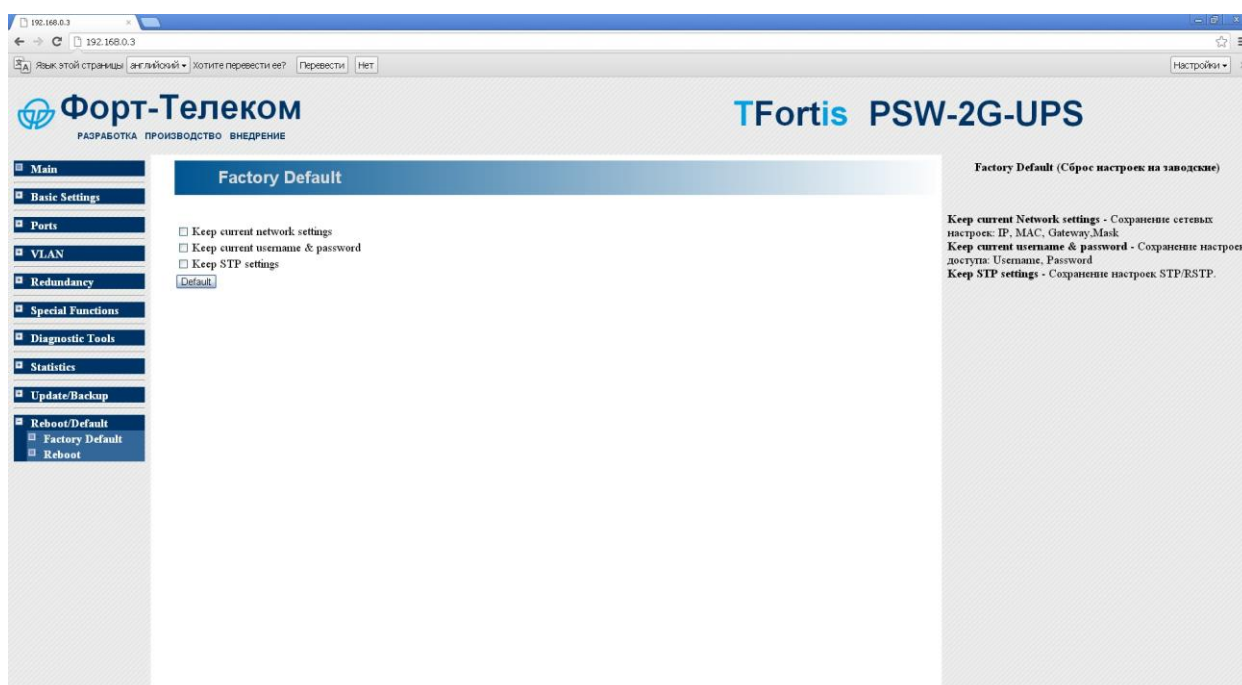 192.168.0.3
192.168.0.3
Язык этой страницы английский Хотите перевести ее? Перевести Нет Настройки
Форт-Телеком
РАЗРАБОТКА ПРОИЗВОДСТВО ВНЕДРЕНИЕ
TFortis PSW-2G-UPS
Main
Basic Settings
Ports
VLAN
Redundancy
Special Functions
Diagnostic Tools
Statistics
Update/Backup
Reboot/Default
Factory Default
Reboot
Factory Default
Keep current network settings
Keep current username & password
Keep STP settings
Default
Factory Default (Сброс настроек на заводские)
Keep current Network settings - Сохранение сетевых
настроек: IP, MAC, Gateway,Mask
Keep current username & password - Сохранение настроек
доступа: Username, Password
Keep STP settings - Сохранение настроек STP/RSTP.